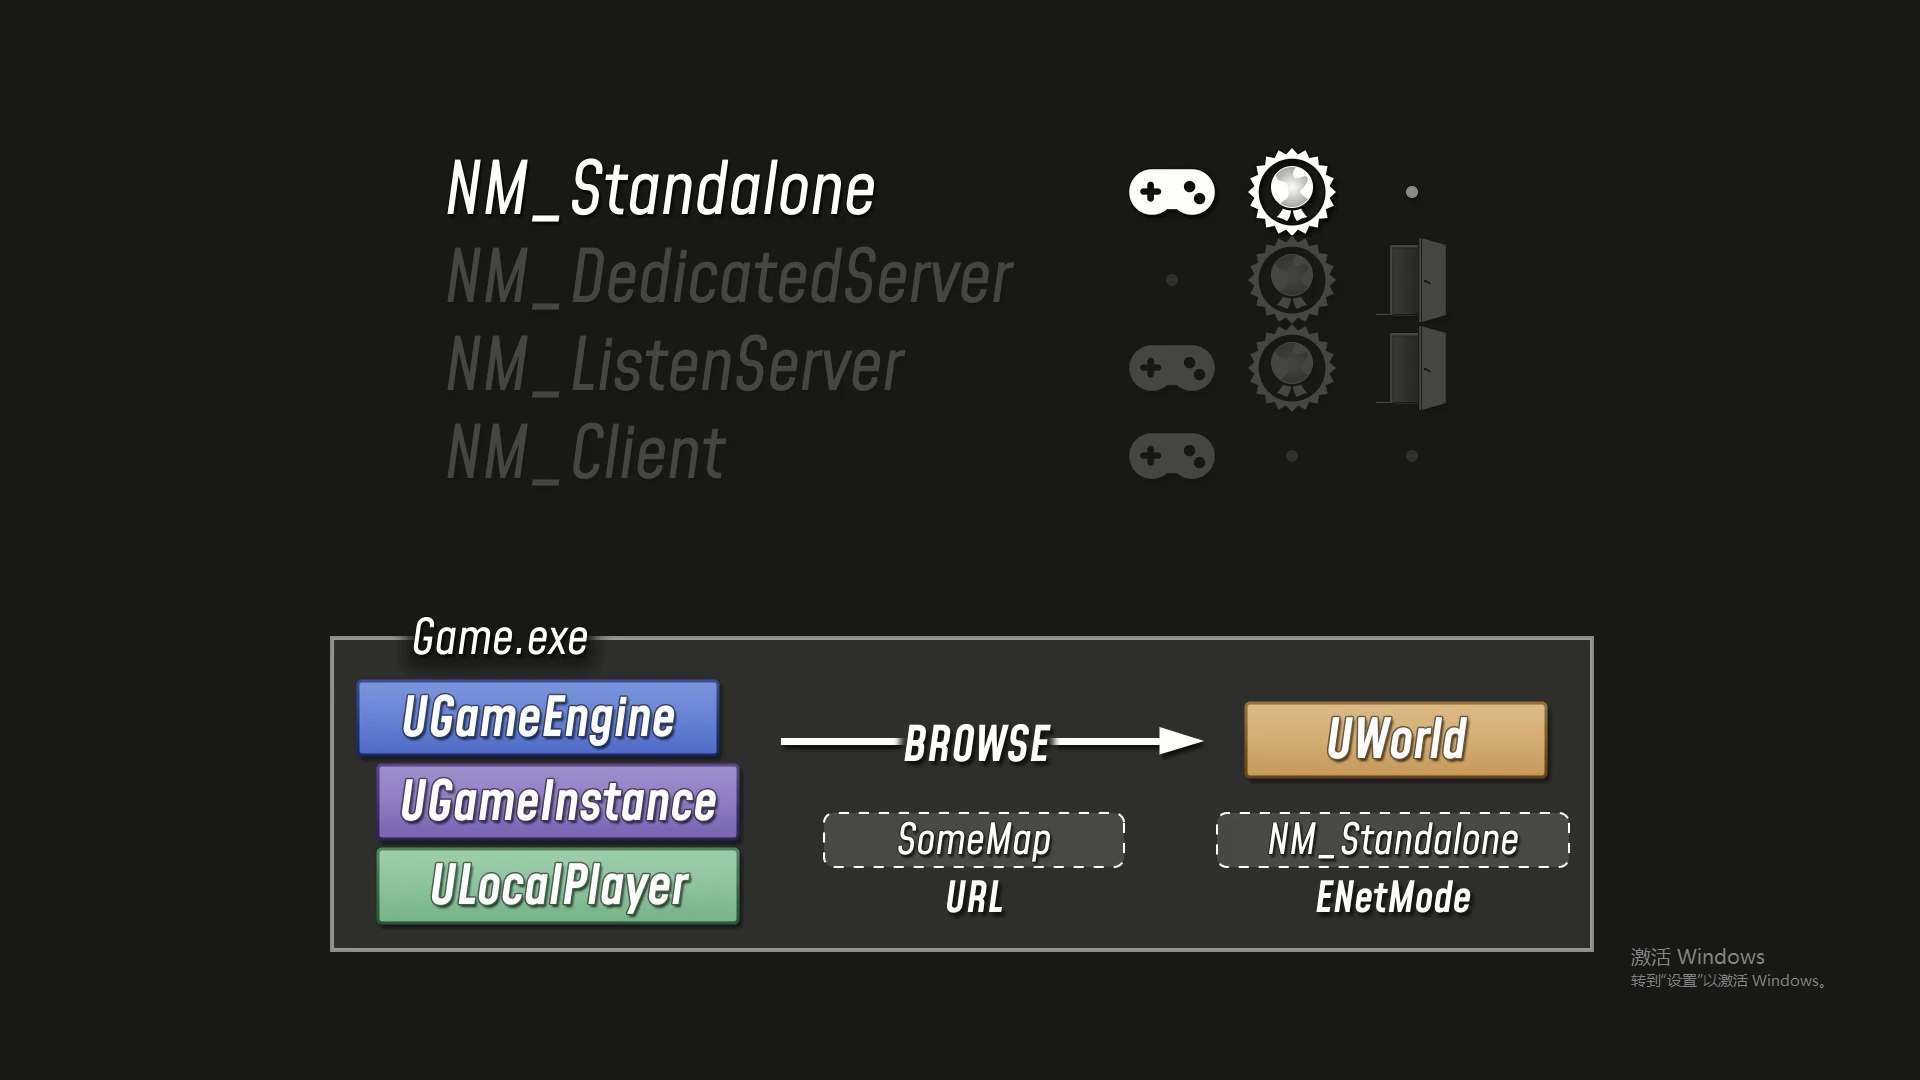 NM_Standalone
NM_DedicatedServer
NM_ListenServer
NM_Client
Game.exe
UGameEngine
UGameInstance
ULocalPlayer
BROWSE
SomeMap
URL
UWorld
NM_Standalone
ENetMode
激活 Windows
转到“设置”以激活 Windows。